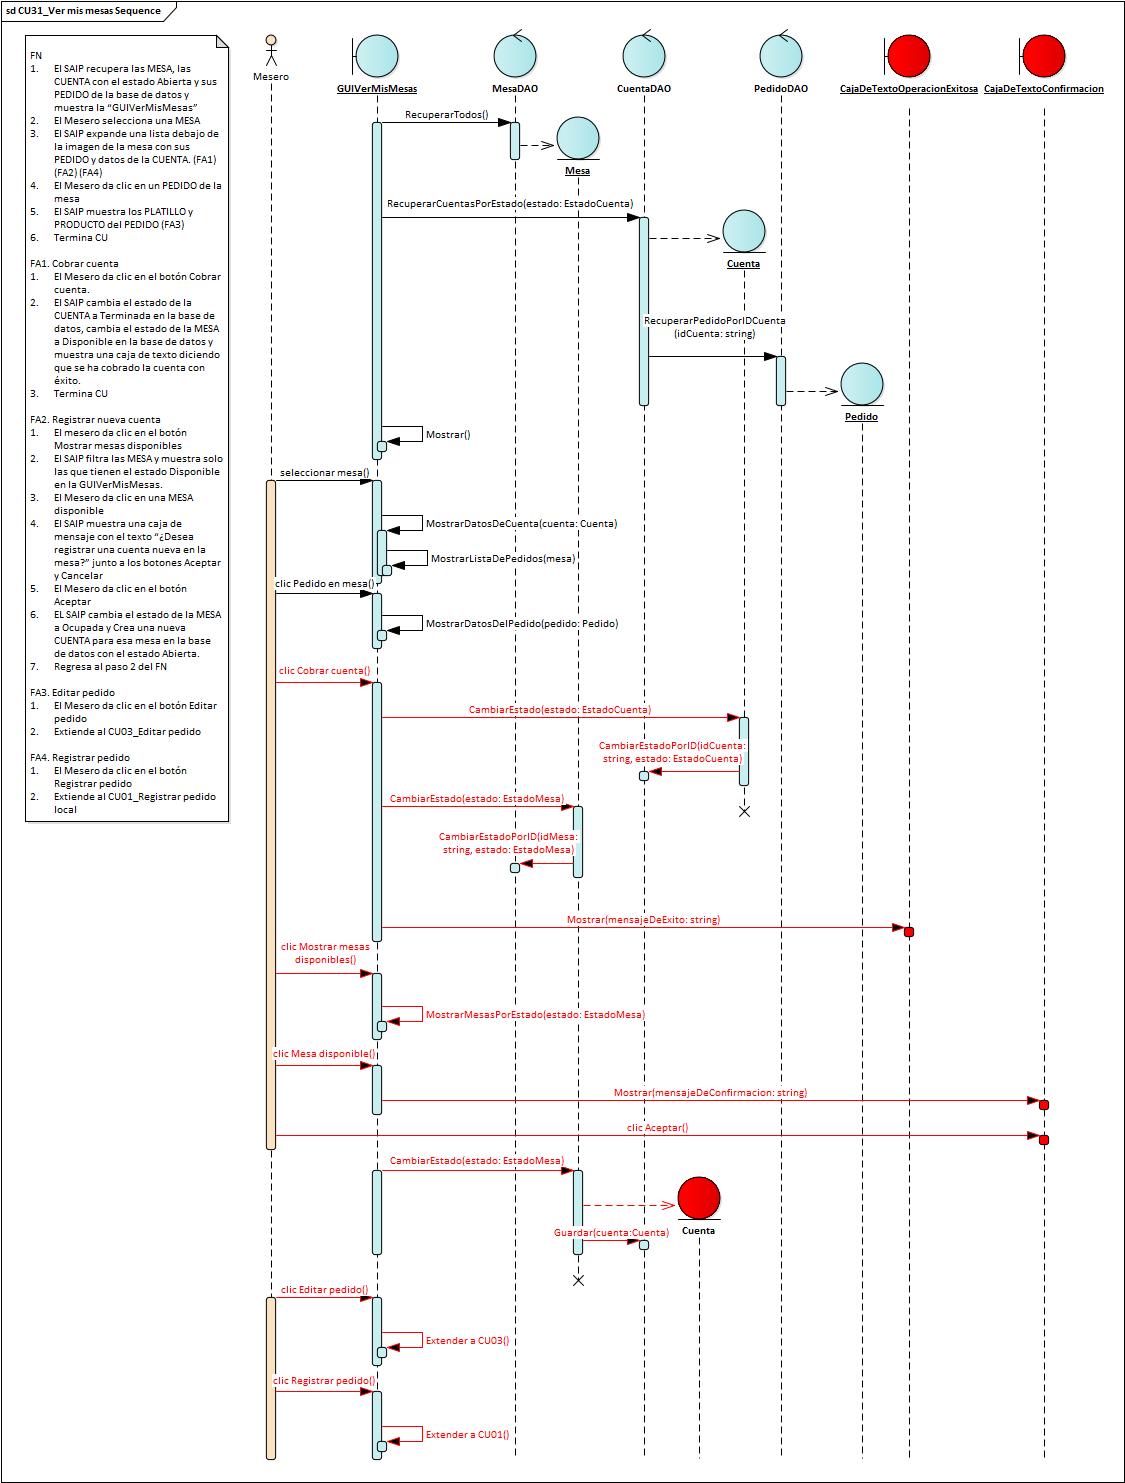 sd CU31_Ver mis mesas Sequence
FN
1. El SAIP recupera las MESA, las
CUENTA con el estado Abierta y sus
PEDIDO de la base de datos y
muestra la “GUIVerMisMesas”
2. El Mesero selecciona una MESA
3. El SAIP expande una lista debajo de
la imagen de la mesa con sus
PEDIDO y datos de la CUENTA. (FA1)
(FA2) (FA4)
4. El Mesero da clic en un PEDIDO de la
mesa
5. El SAIP muestra los PLATILLO y
PRODUCTO del PEDIDO (FA3)
6. Termina CU
FA1. Cobrar cuenta
1. El Mesero da clic en el botón Cobrar
cuenta.
2. El SAIP cambia el estado de la
CUENTA a Terminada en la base de
datos, cambia el estado de la MESA
a Disponible en la base de datos y
muestra una caja de texto diciendo
que se ha cobrado la cuenta con
éxito.
3. Termina CU
FA2. Registrar nueva cuenta
1. El mesero da clic en el botón
Mostrar mesas disponibles
2. El SAIP filtra las MESA y muestra solo
las que tienen el estado Disponible
en la GUIVerMisMesas.
3. El Mesero da clic en una MESA
disponible
4. El SAIP muestra una caja de
mensaje con el texto “¿Desea
registrar una cuenta nueva en la
mesa?” junto a los botones Aceptar
y Cancelar
5. El Mesero da clic en el botón
Aceptar
6. EL SAIP cambia el estado de la MESA
a Ocupada y Crea una nueva
CUENTA para esa mesa en la base
de datos con el estado Abierta.
7. Regresa al paso 2 del FN
FA3. Editar pedido
1. El Mesero da clic en el botón Editar
pedido
2. Extiende al CU03_Editar pedido
FA4. Registrar pedido
1. El Mesero da clic en el botón
Registrar pedido
2. Extiende al CU01_Registrar pedido
local
Mesero
GUIVerMisMesas
MesaDAO
CuentaDAO
PedidoDAO
CajaDeTextoOperacionExitosa
CajaDeTextoConfirmacion
RecuperarTodos()
Mesa
RecuperarCuentasPorEstado(estado: EstadoCuenta)
Cuenta
RecuperarPedidoPorIDCuenta
(idCuenta: string)
Pedido
Mostrar()
seleccionar mesa()
MostrarDatosDeCuenta(cuenta: Cuenta)
MostrarListaDePedidos(mesa)
clic Pedido en mesa()
MostrarDatosDelPedido(pedido: Pedido)
clic Cobrar cuenta()
CambiarEstado(estado: EstadoCuenta)
CambiarEstadoPorID(idCuenta:
string, estado: EstadoCuenta)
CambiarEstado(estado: EstadoMesa)
CambiarEstadoPorID(idMesa:
string, estado: EstadoMesa)
Mostrar(mensajeDeExito: string)
clic Mostrar mesas
disponibles()
MostrarMesasPorEstado(estado: EstadoMesa)
clic Mesa disponible()
Mostrar(mensajeDeConfirmacion: string)
clic Aceptar()
CambiarEstado(estado: EstadoMesa)
Cuenta
Guardar(cuenta:Cuenta)
clic Editar pedido()
Extender a CU03()
clic Registrar pedido()
Extender a CU01()